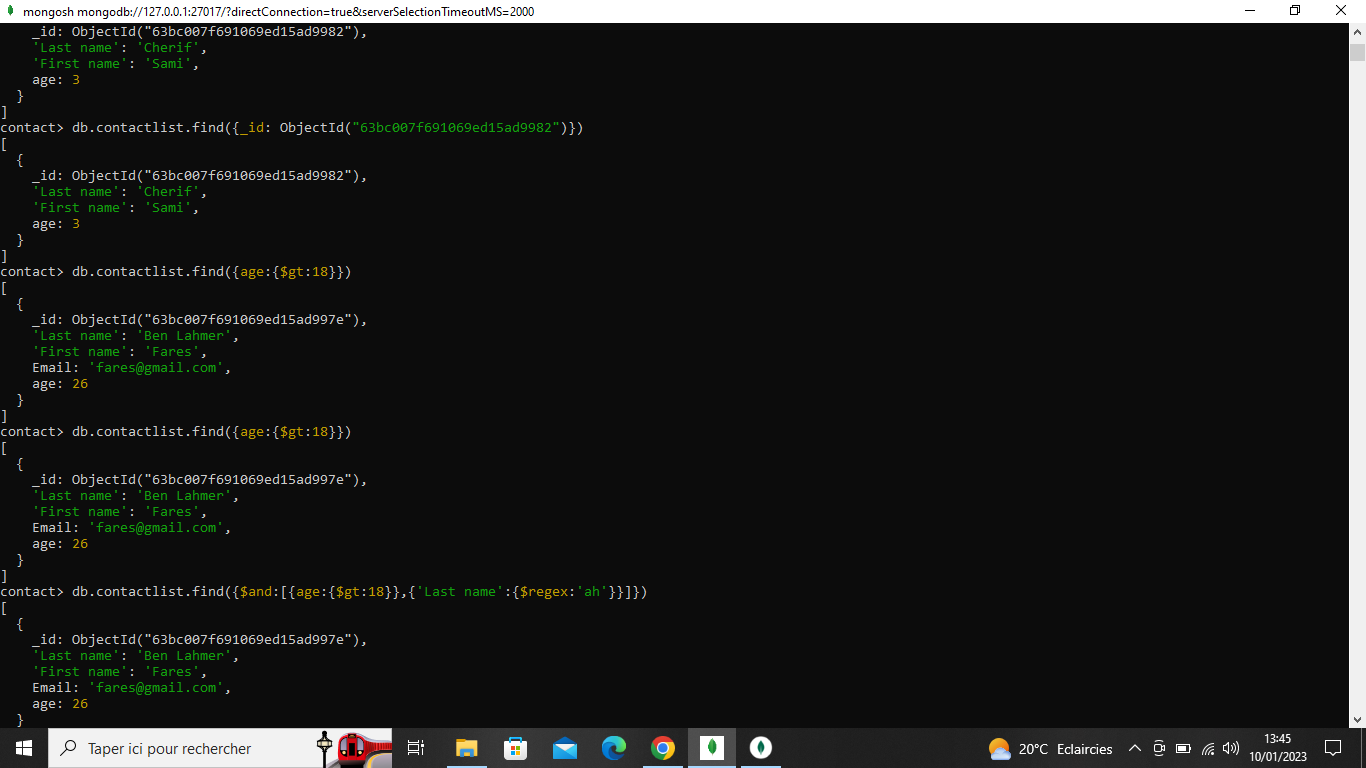 mongosh mongodb://127.0.0.1:27017/?directConnection=true&serverSelectionTimeoutMS=2000
    _id: ObjectId("63bc007f691069ed15ad9982"),
    'Last name': 'Cherif',
    'First name': 'Sami',
    age: 3
  }
]
contact> db.contactlist.find({_id: ObjectId("63bc007f691069ed15ad9982")})
[
  {
    _id: ObjectId("63bc007f691069ed15ad9982"),
    'Last name': 'Cherif',
    'First name': 'Sami',
    age: 3
  }
]
contact> db.contactlist.find({age:{$gt:18}})
[
  {
    _id: ObjectId("63bc007f691069ed15ad997e"),
    'Last name': 'Ben Lahmer',
    'First name': 'Fares',
    Email: 'fares@gmail.com',
    age: 26
  }
]
contact> db.contactlist.find({age:{$gt:18}})
[
  {
    _id: ObjectId("63bc007f691069ed15ad997e"),
    'Last name': 'Ben Lahmer',
    'First name': 'Fares',
    Email: 'fares@gmail.com',
    age: 26
  }
]
contact> db.contactlist.find({$and:[{age:{$gt:18}},{'Last name':{$regex:'ah'}}]})
[
  {
    _id: ObjectId("63bc007f691069ed15ad997e"),
    'Last name': 'Ben Lahmer',
    'First name': 'Fares',
    Email: 'fares@gmail.com',
    age: 26
  }
Taper ici pour rechercher
20°C Eclaircies
13:45
10/01/2023